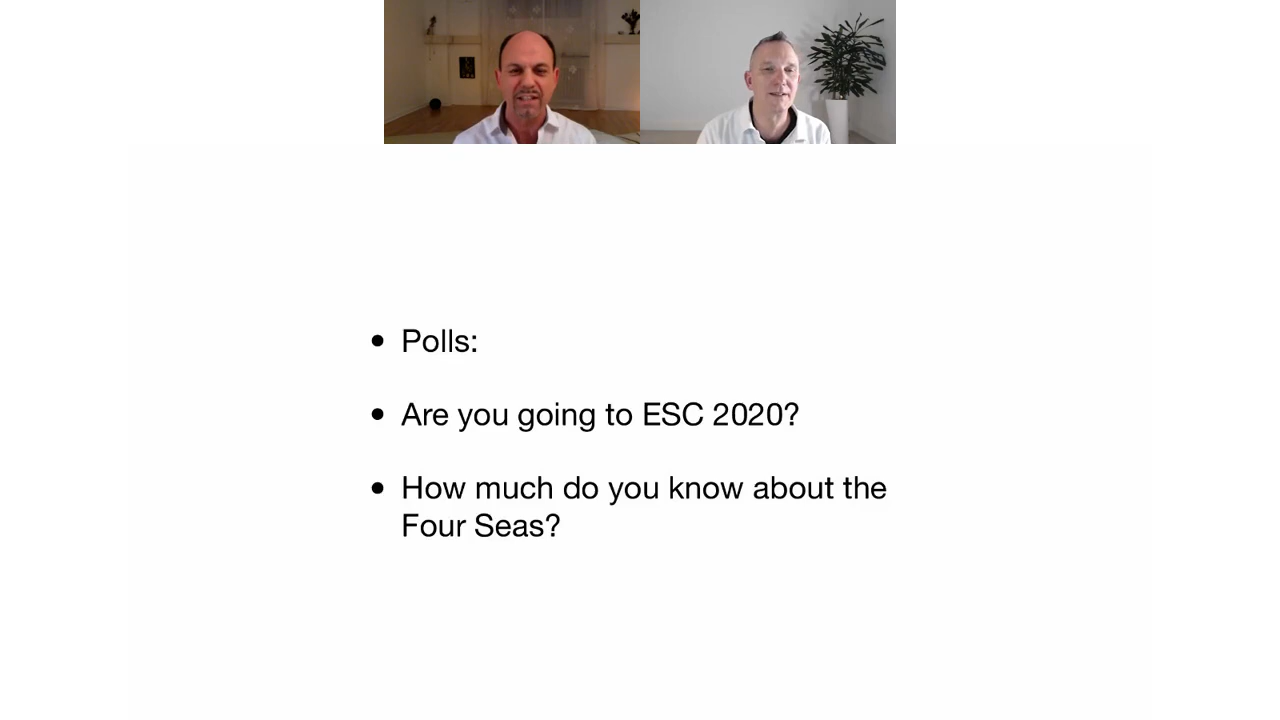 • Polls:
• Are you going to ESC 2020?
• How much do you know about the
Four Seas?